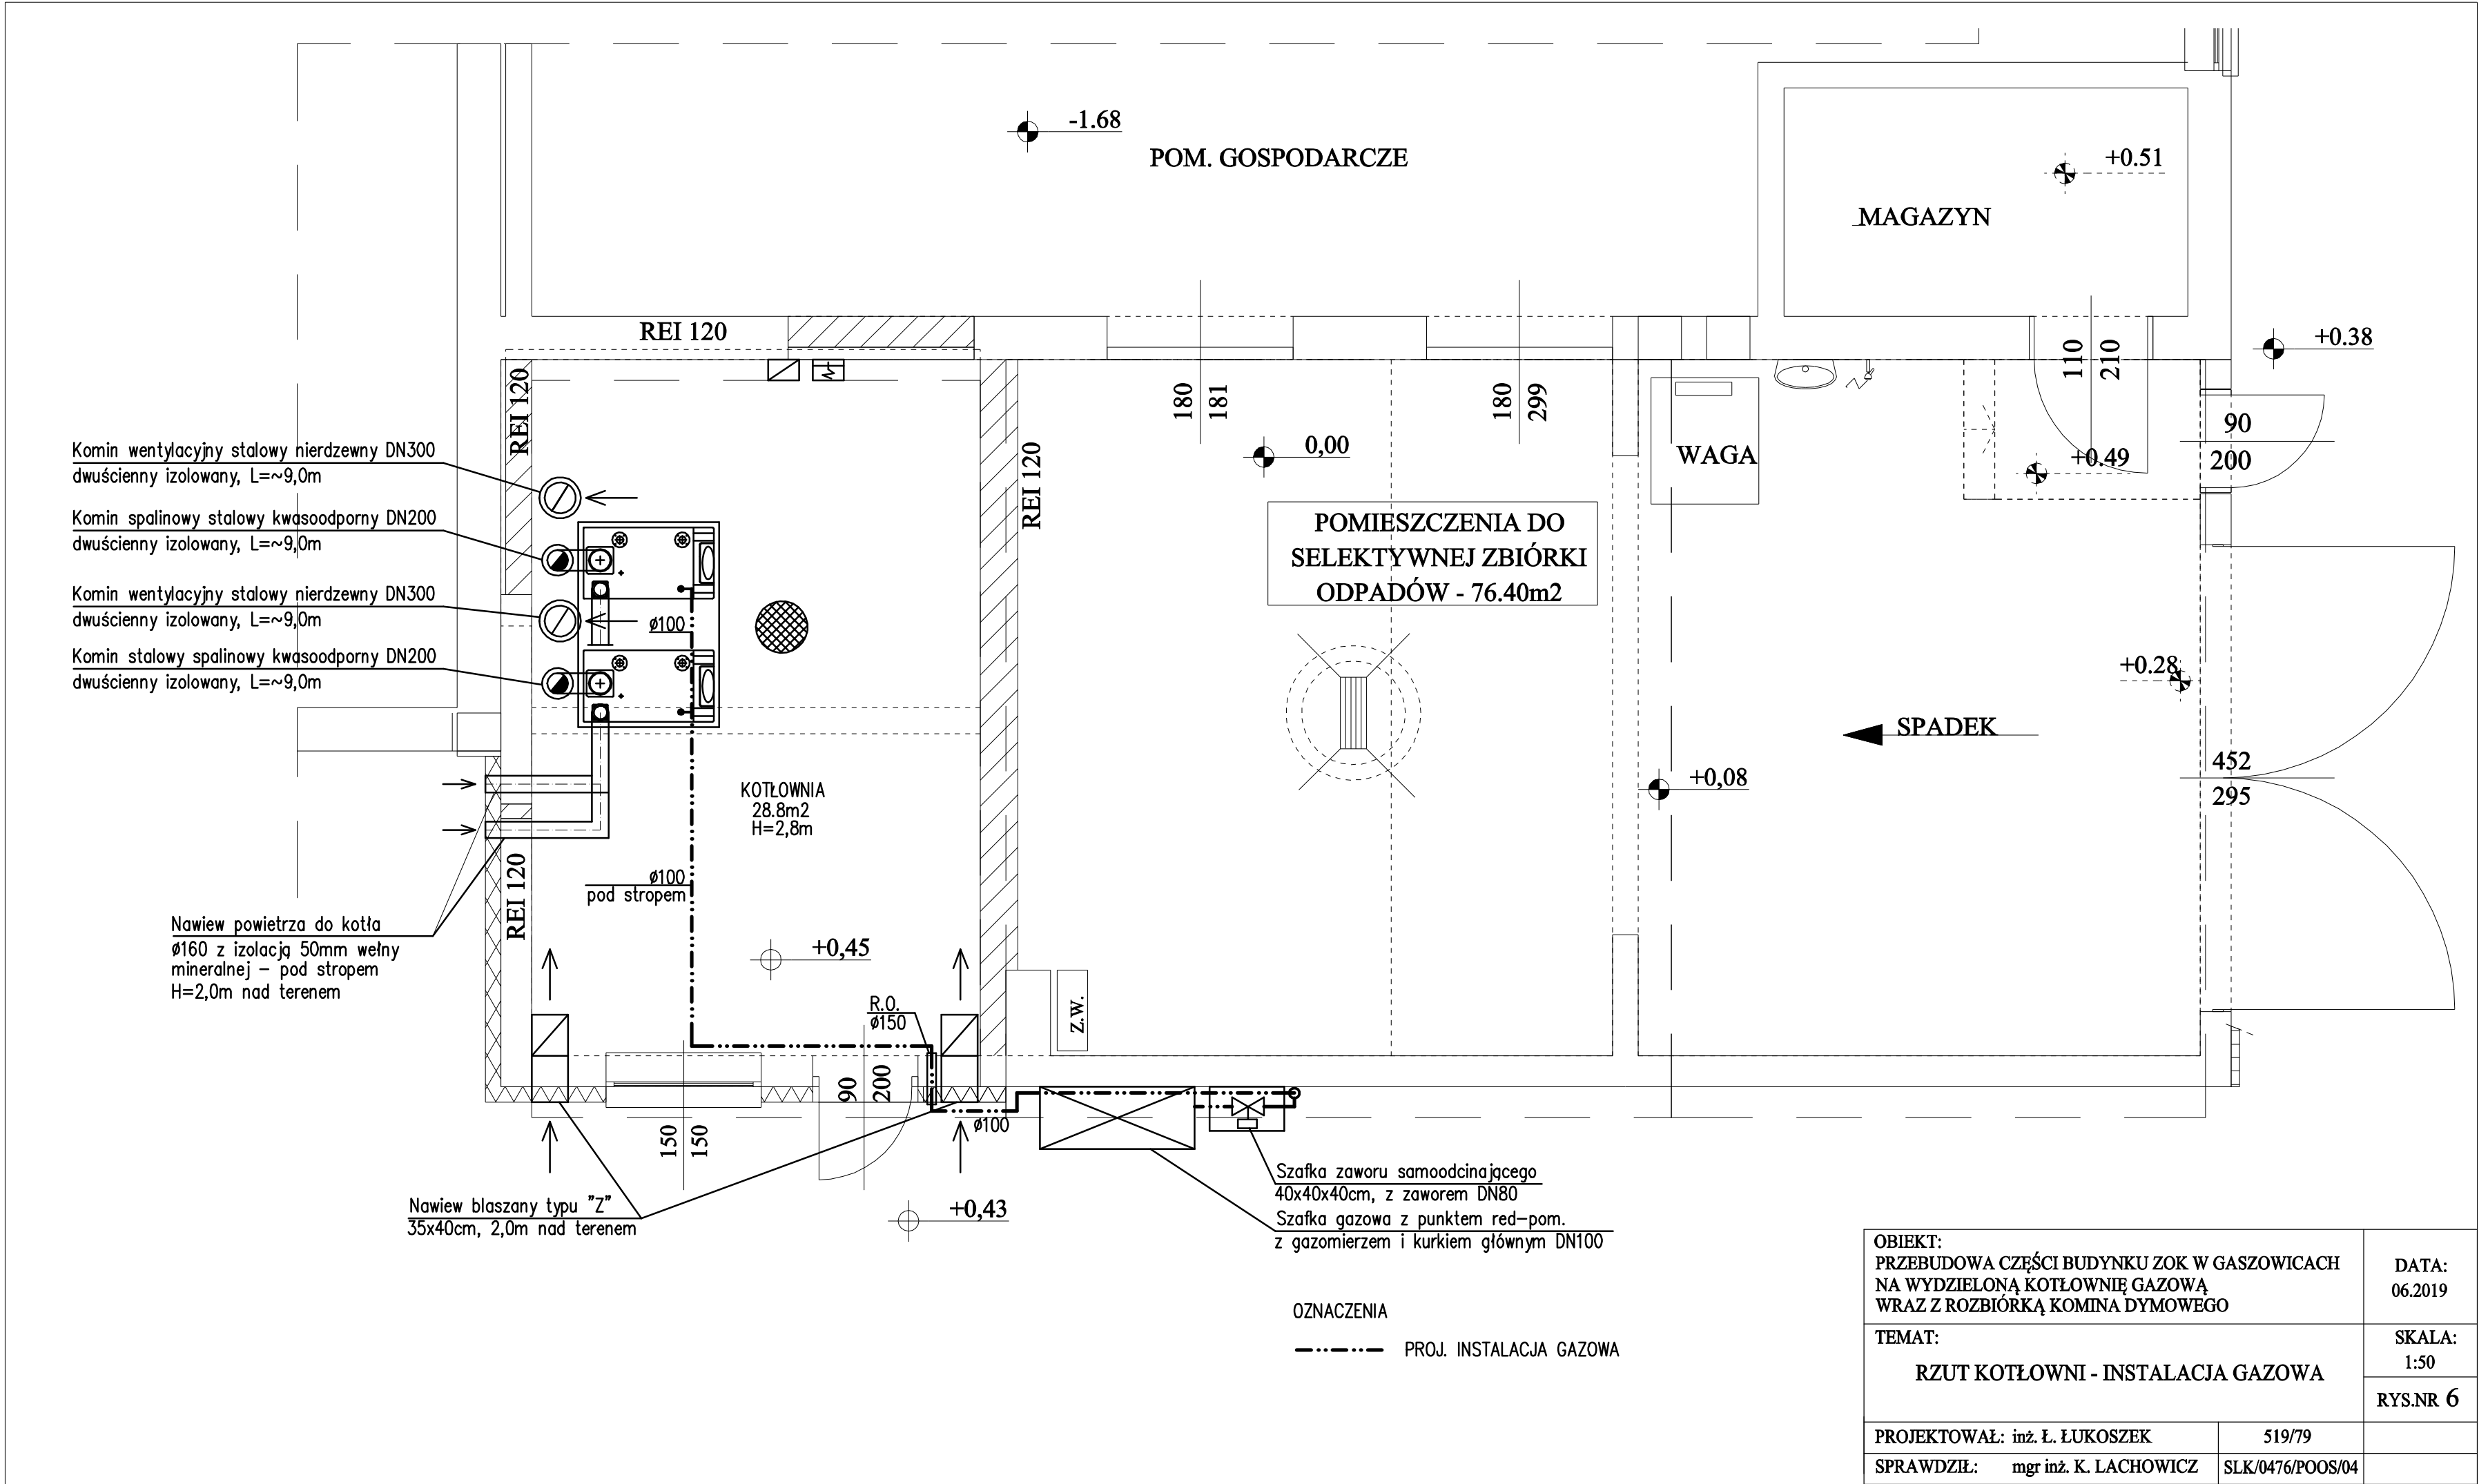 -1.68
POM. GOSPODARCZE
+0.51
MAGAZYN
REI 120
+0.38
110
210
REI 120
180
181
180
299
90
200
Komin wentylacyjny stalowy nierdzewny DN300
dwuścienny izolowany, L=~9,0m
0,00
WAGA
+0.49
REI 120
Komin spalinowy stalowy kwasoodporny DN200
dwuścienny izolowany, L=~9,0m
POMIESZCZENIA DO
SELEKTYWNEJ ZBIÓRKI
ODPADÓW - 76.40m2
Komin wentylacyjny stalowy nierdzewny DN300
dwuścienny izolowany, L=~9,0m
ø100
Komin stalowy spalinowy kwasoodporny DN200
dwuścienny izolowany, L=~9,0m
+0.28
SPADEK
452
295
+0,08
KOTŁOWNIA
28.8m2
H=2,8m
REI 120
ø100
pod stropem
Nawiew powietrza do kotła
ø160 z izolacją 50mm wełny
mineralnej – pod stropem
H=2,0m nad terenem
+0,45
R.O.
ø150
Z.W.
90
200
150
150
ø100
Szafka zaworu samoodcinającego
40x40x40cm, z zaworem DN80
Szafka gazowa z punktem red–pom.
z gazomierzem i kurkiem głównym DN100
Nawiew blaszany typu "Z"
35x40cm, 2,0m nad terenem
+0,43
OZNACZENIA
PROJ. INSTALACJA GAZOWA
OBIEKT:
PRZEBUDOWA CZĘŚCI BUDYNKU ZOK W GASZOWICACH
NA WYDZIELONĄ KOTŁOWNIĘ GAZOWĄ
WRAZ Z ROZBIÓRKĄ KOMINA DYMOWEGO
DATA:
06.2019
TEMAT:
RZUT KOTŁOWNI - INSTALACJA GAZOWA
SKALA:
1:50
RYS.NR 6
PROJEKTOWAŁ: inż. Ł. ŁUKOSZEK 519/79
SPRAWDZIŁ: mgr inż. K. LACHOWICZ SLK/0476/POOS/04